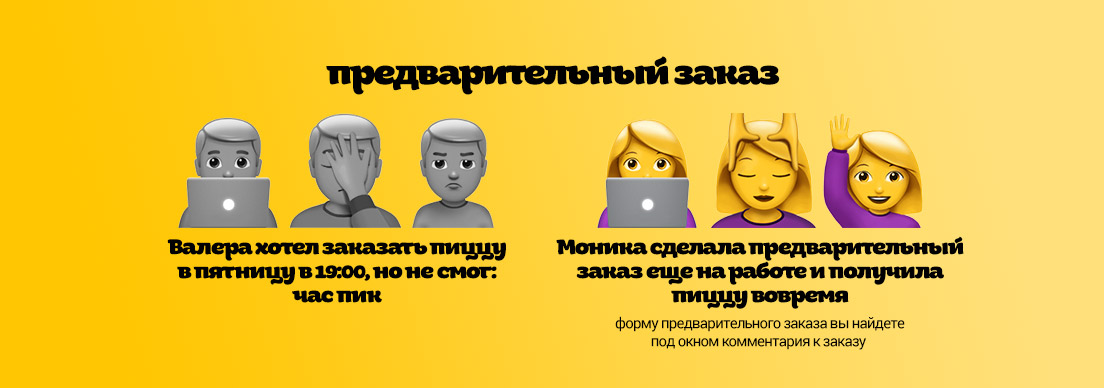 предварительный заказ
Валера хотел заказать пиццу
в пятницу в 19:00, но не смог:
час пик
Моника сделала предварительный
заказ еще на работе и получила
пиццу вовремя
форму предварительного заказа вы найдете
под окном комментария к заказу